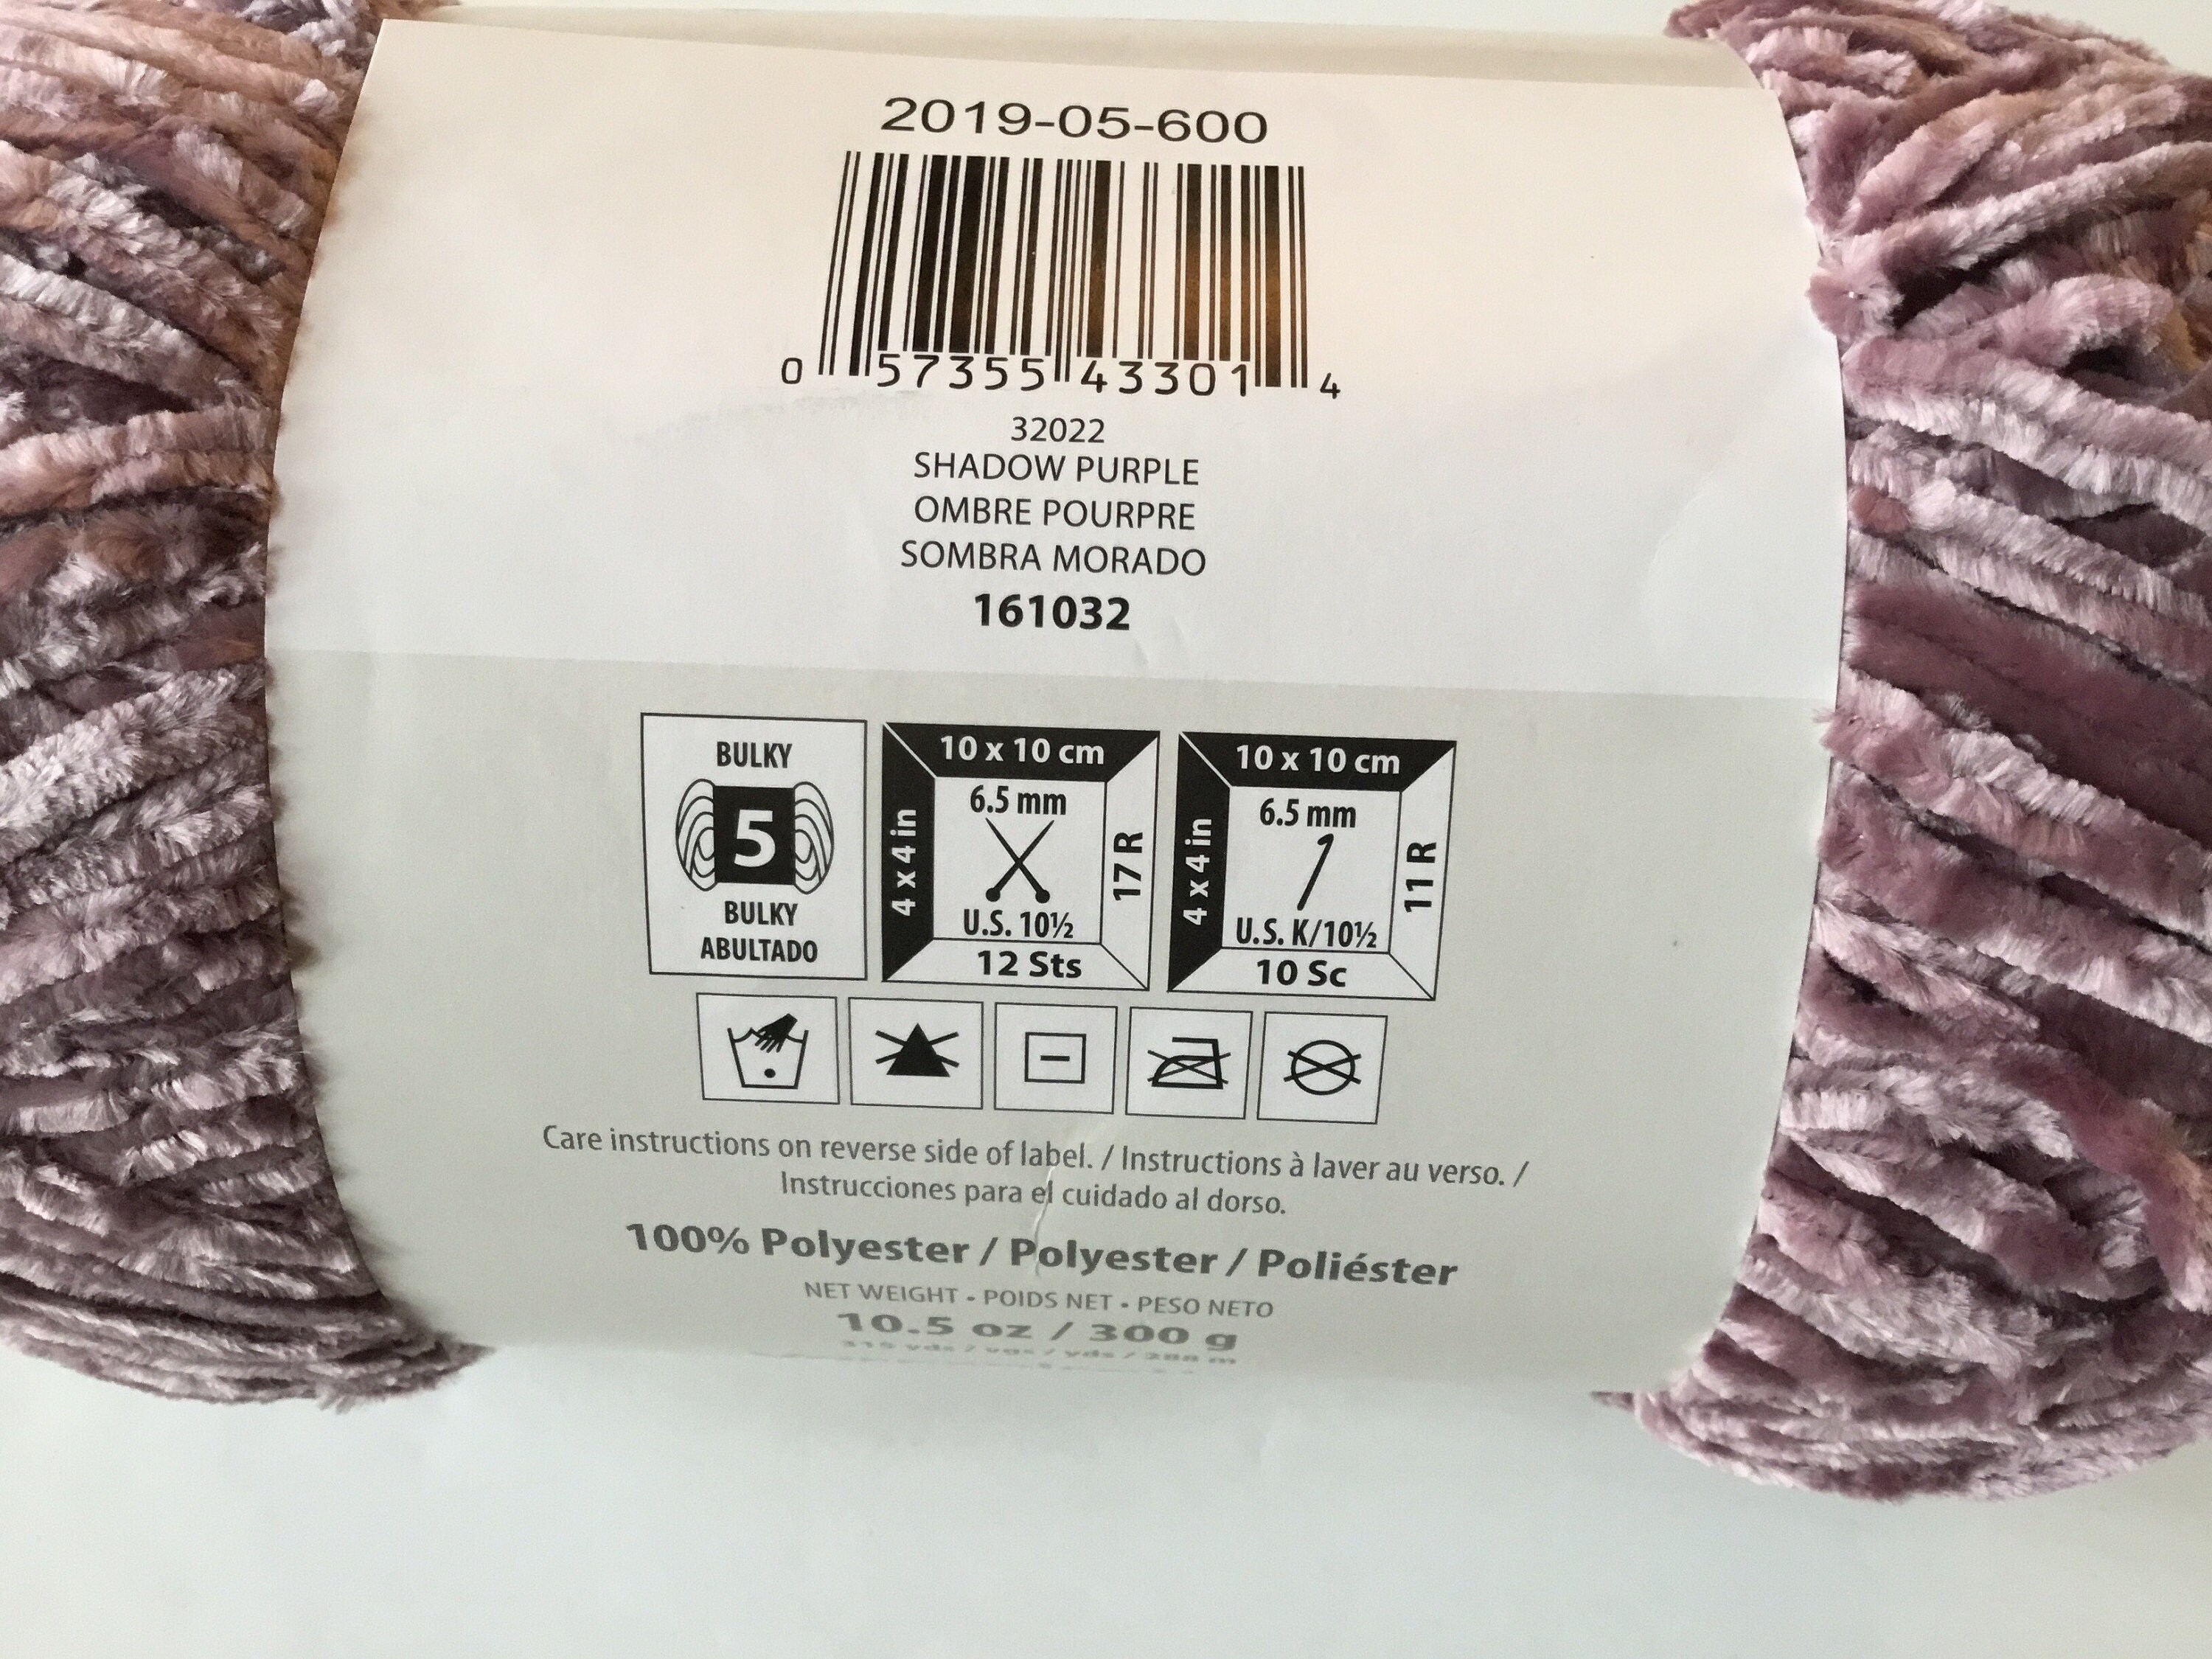 2019-05-600
0 57355 43301 4
32022
SHADOW PURPLE
OMBRE POURPRE
SOMBRA MORADO
161032
BULKY
5
BULKY
ABULTADO
10 x 10 cm
4 x 4 in
6.5 mm
U.S. 10½
17 R
12 Sts
10 x 10 cm
4 x 4 in
6.5 mm
U.S. K/10½
11 R
10 Sc
Care instructions on reverse side of label. / Instructions à laver au verso. /
Instrucciones para el cuidado al dorso.
100% Polyester / Polyester / Poliéster
NET WEIGHT • POIDS NET • PESO NETO
10.5 oz / 300 g
yds / vgs / yds / 288 m